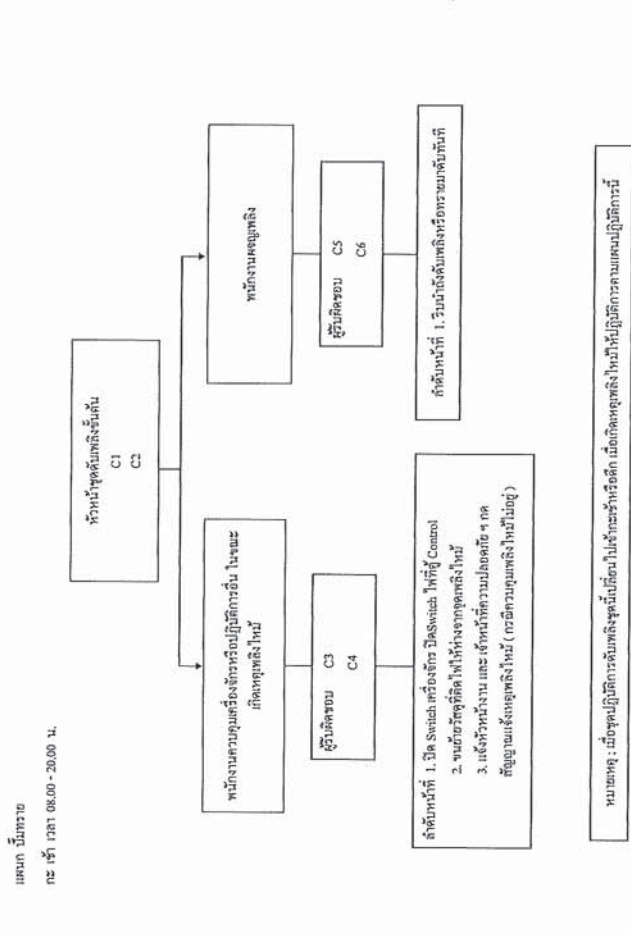 แผนก ปั๊มทราย
กะ เช้า เวลา 08.00 - 20.00 น.
หัวหน้าชุดดับเพลิงขั้นต้น
C1
C2
พนักงานควบคุมเครื่องจักรหรือปฏิบัติการอื่น ในขณะ
เกิดเหตุเพลิงไหม้
ผู้รับผิดชอบ C3
C4
ลำดับหน้าที่ 1. ปิด Switch เครื่องจักร ปิดSwitch ไฟที่ตู้ Control
2. ขนย้ายวัสดุที่ติดไฟให้ห่างจากจุดเพลิงไหม้
3. แจ้งหัวหน้างาน และ เจ้าหน้าที่ความปลอดภัย ฯ กด
สัญญาณแจ้งเหตุเพลิงไหม้ ( กรณีควบคุมเพลิงไหม้ไม่อยู่ )
พนักงานผจญเพลิง
ผู้รับผิดชอบ C5
C6
ลำดับหน้าที่ 1. รีบนำถังดับเพลิงหรือทรายมาดับทันที
หมายเหตุ : เมื่อชุดปฏิบัติการดับเพลิงชุดนี้เปลี่ยนไปเข้ากะเช้าหรือดึก เมื่อเกิดเหตุเพลิงไหม้ให้ปฏิบัติการตามแผนปฏิบัติการนี้